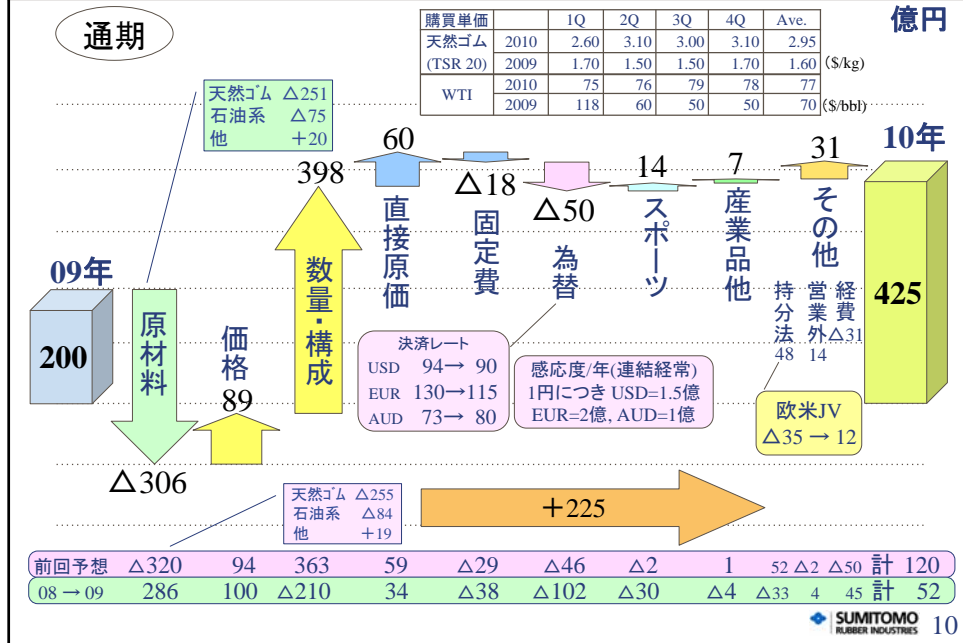 通期
億円
購買単価 1Q 2Q 3Q 4Q Ave.
天然ゴム 2010 2.60 3.10 3.00 3.10 2.95
(TSR 20) 2009 1.70 1.50 1.50 1.70 1.60 ($/kg)
WTI 2010 75 76 79 78 77
2009 118 60 50 50 70 ($/bbl)
天然ｺﾞﾑ △251
石油系 △75
他 +20
09年
200
原材料
△306
価格
89
398
数量・構成
60
直接原価
△18
固定費
△50
為替
14
スポーツ
7
産業品他
31
その他
持分法
48
営業外
14
経費
△31
10年
425
決済レート
USD 94→ 90
EUR 130→115
AUD 73→ 80
感応度/年(連結経常)
1円につき USD=1.5億
EUR=2億, AUD=1億
欧米JV
△35 → 12
天然ｺﾞﾑ △255
石油系 △84
他 +19
＋225
前回予想 △320 94 363 59 △29 △46 △2 1 52 △2 △50 計 120
08 → 09 286 100 △210 34 △38 △102 △30 △4 △33 4 45 計 52
SUMITOMO
RUBBER INDUSTRIES
10